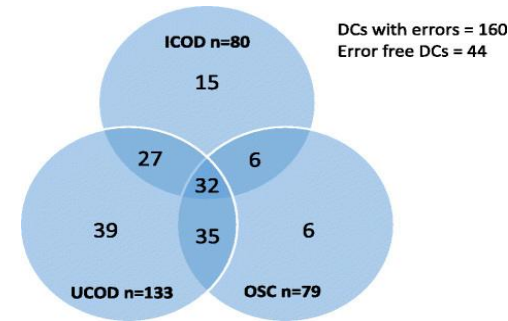 DCs with errors = 160
Error free DCs = 44
ICOD n=80
15
27
6
32
39
35
6
UCOD n=133
OSC n=79